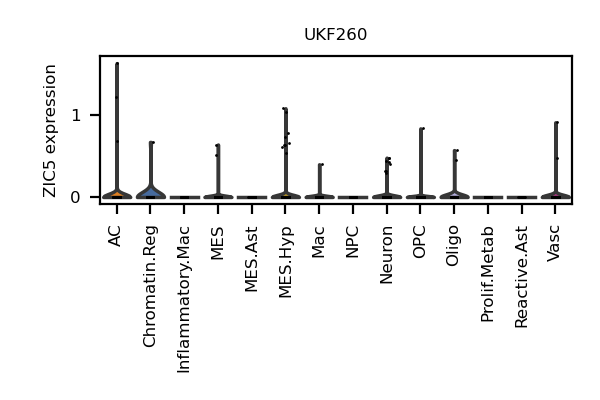 UKF260
ZIC5 expression
1
0
AC
Chromatin.Reg
Inflammatory.Mac
MES
MES.Ast
MES.Hyp
Mac
NPC
Neuron
OPC
Oligo
Prolif.Metab
Reactive.Ast
Vasc